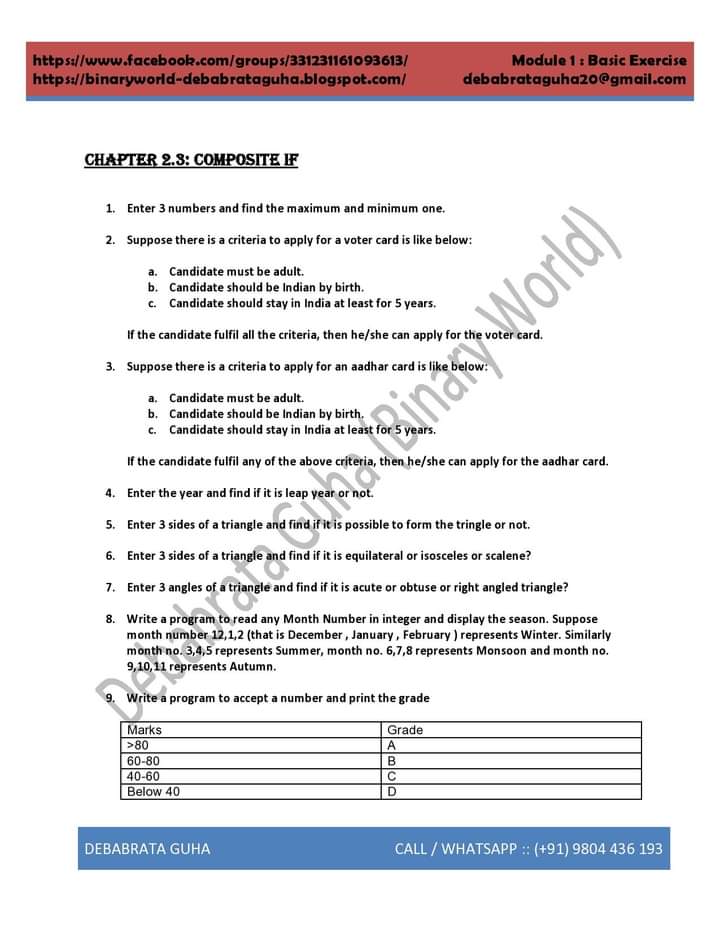 https://www.facebook.com/groups/331231161093613/ Module 1 : Basic Exercise
https://binaryworld-debabrataguha.blogspot.com/ debabrataguha20@gmail.com
CHAPTER 2.3: COMPOSITE IF
1. Enter 3 numbers and find the maximum and minimum one.
2. Suppose there is a criteria to apply for a voter card is like below:
a. Candidate must be adult.
b. Candidate should be Indian by birth.
c. Candidate should stay in India at least for 5 years.
If the candidate fulfil all the criteria, then he/she can apply for the voter card.
3. Suppose there is a criteria to apply for an aadhar card is like below:
a. Candidate must be adult.
b. Candidate should be Indian by birth.
c. Candidate should stay in India at least for 5 years.
If the candidate fulfil any of the above criteria, then he/she can apply for the aadhar card.
4. Enter the year and find if it is leap year or not.
5. Enter 3 sides of a triangle and find if it is possible to form the tringle or not.
6. Enter 3 sides of a triangle and find if it is equilateral or isosceles or scalene?
7. Enter 3 angles of a triangle and find if it is acute or obtuse or right angled triangle?
8. Write a program to read any Month Number in integer and display the season. Suppose
month number 12,1,2 (that is December , January , February ) represents Winter. Similarly
month no. 3,4,5 represents Summer, month no. 6,7,8 represents Monsoon and month no.
9,10,11 represents Autumn.
9. Write a program to accept a number and print the grade
Marks Grade
>80 A
60-80 B
40-60 C
Below 40 D
Debabrata Guha (Binary World)
DEBABRATA GUHA CALL / WHATSAPP :: (+91) 9804 436 193